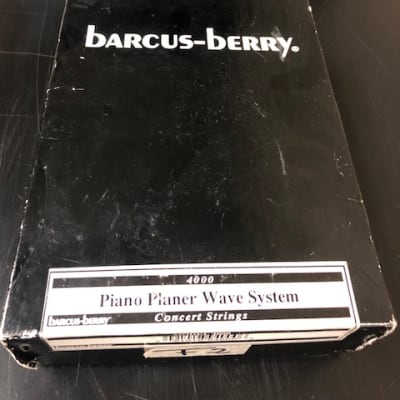 barcus-berry®
4000
Piano Planer Wave System
barcus-berry
Concert Strings